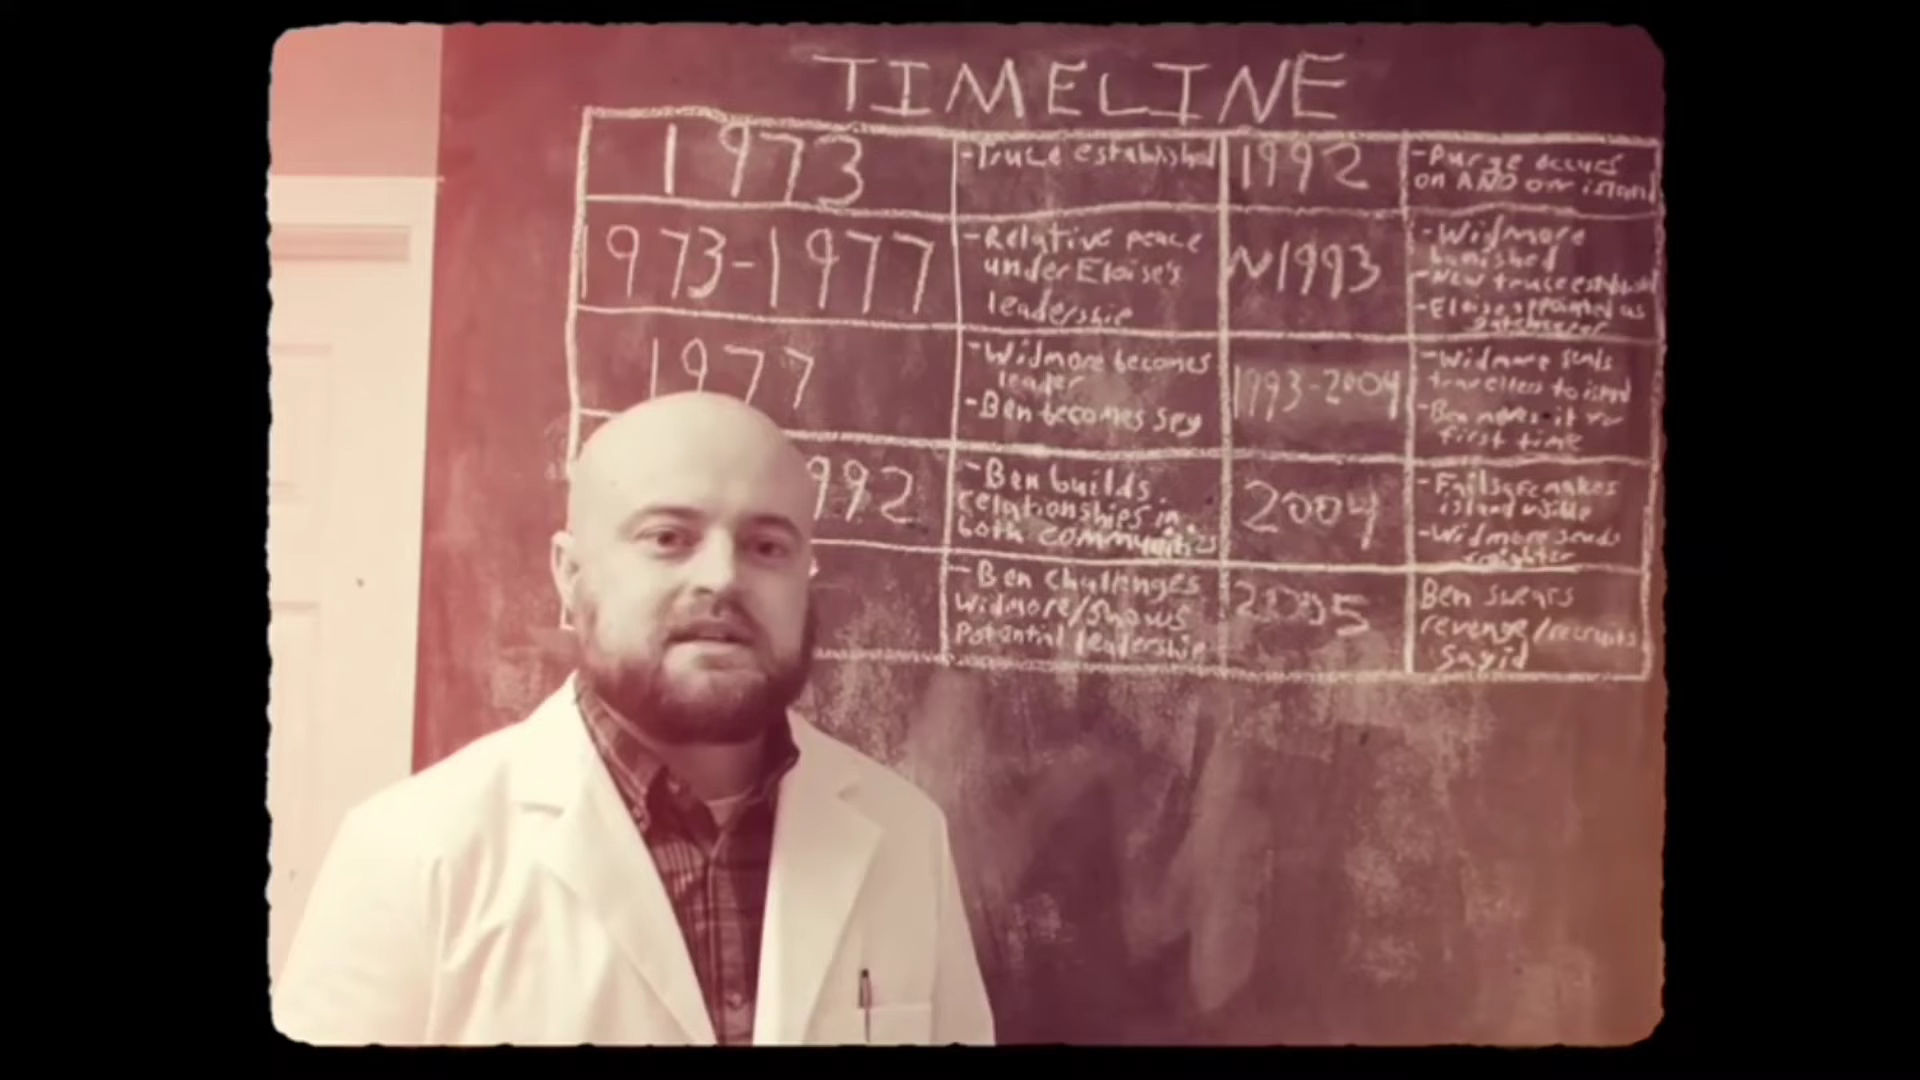 TIMELINE
1973
-Truce established
1973-1977
-Relative peace
under Eloise's
leadership
1977
-Widmore becomes
leader
-Ben becomes spy
992
-Ben builds
relationships in
both communities
-Ben challenges
Widmore/shows
potential leadership
1992
-Purge occurs
on AND off island
~1993
-Widmore
banished
-New truce established
-Eloise appointed as
gatekeeper
1993-2004
-Widmore sends
travellers to island
-Ben moves it for
first time
2004
-Failsafe makes
island visible
-Widmore sends
freighter
2005
Ben swears
revenge/recruits
Sayid